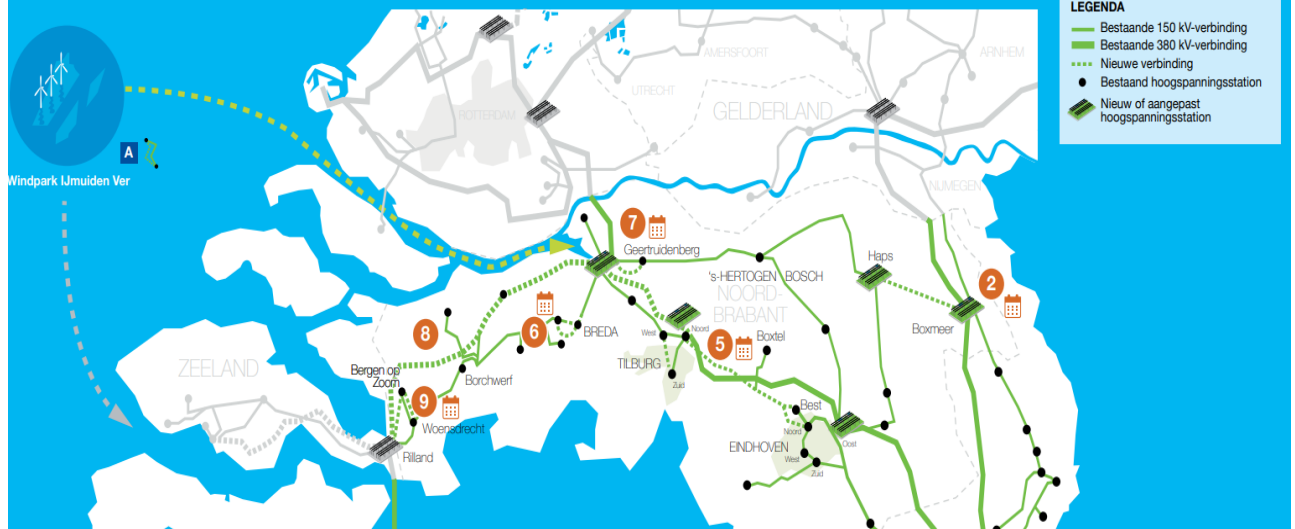 LEGENDA
Bestaande 150 kV-verbinding
Bestaande 380 kV-verbinding
Nieuwe verbinding
Bestaand hoogspanningsstation
Nieuw of aangepast
hoogspanningsstation
AMERSFOORT
ARNHEM
UTRECHT
ROTTERDAM
GELDERLAND
A
Windpark IJmuiden Ver
NIJMEGEN
7
Geertruidenberg
Haps
's-HERTOGEN BOSCH
NOORD-
BRABANT
2
Boxmeer
8
6
BREDA
West
Noord
5
Boxtel
TILBURG
Zuid
ZEELAND
Bergen op
Zoom
Borchwerf
9
Woensdrecht
Rilland
Best
Noord
EINDHOVEN
Oost
West
Zuid